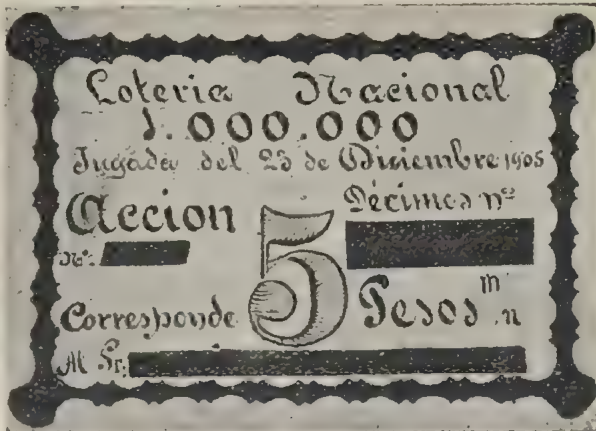 Loteria Nacional
1.000.000
Jugada del 23 de Diciembre 1905
Accion
Décimos nº
Nº.
5
Corresponde
Pesos m.n
Al Sr.